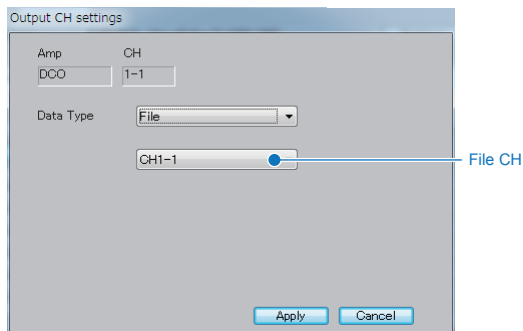 Output CH settings
Amp CH
DCO 1-1
Data Type File
CH1-1
File CH
Apply Cancel